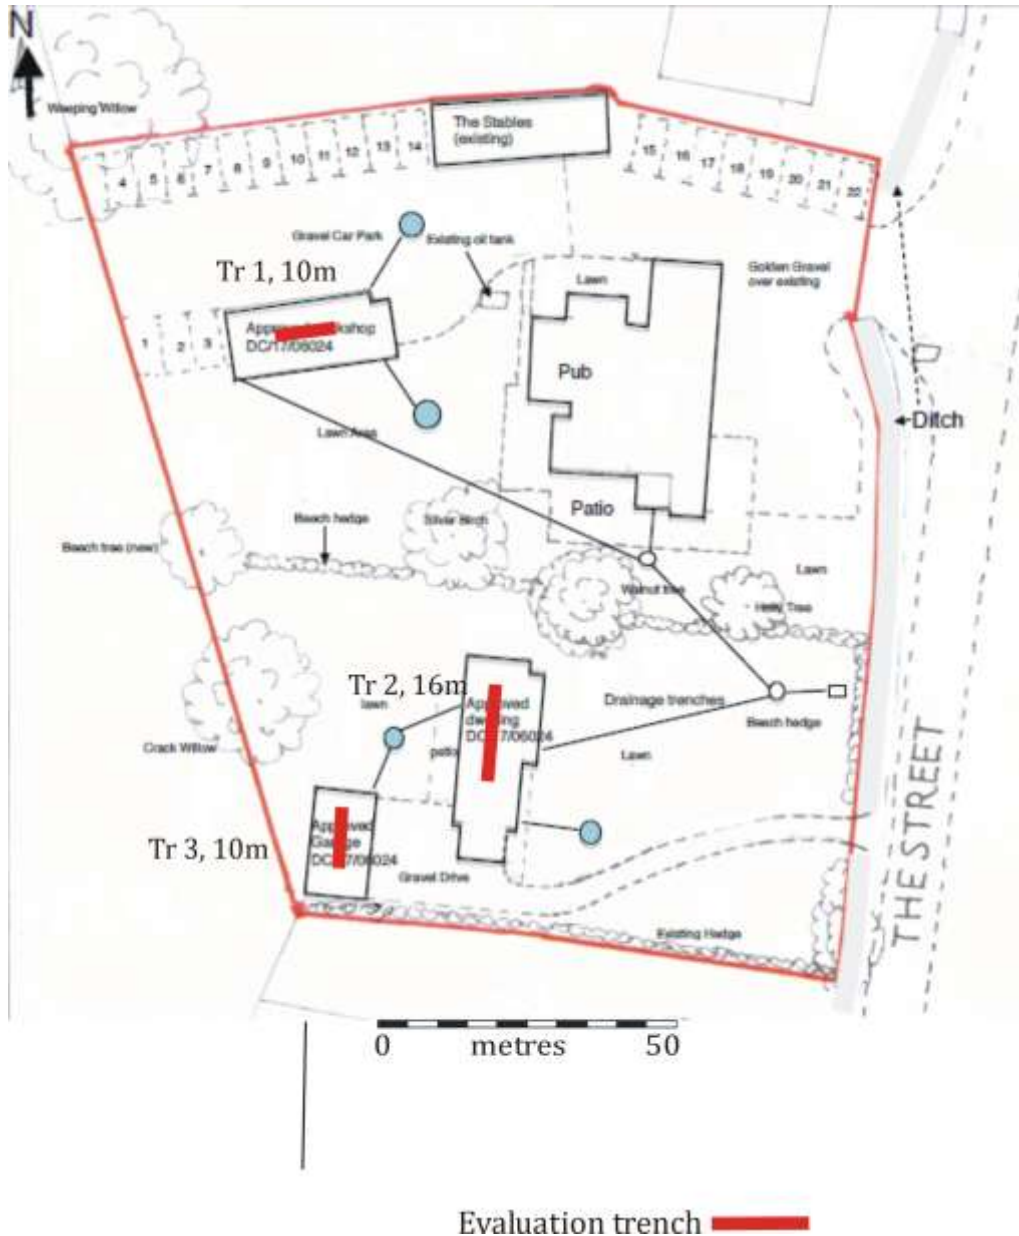 N
Weeping Willow
The Stables
(existing)
4
5
6
7
8
9
10
11
12
13
14
15
16
17
18
19
20
21
22
Gravel Car Park
Existing oil tank
Tr 1, 10m
Lawn
Golden Gravel
over existing
DC/17/06024
1
2
3
Pub
Ditch
Lawn Area
Patio
Beech hedge
Silver Birch
Beech tree (new)
Lawn
Walnut tree
Holly Tree
Tr 2, 16m
lawn
Drainage trenches
dwelling
Beech hedge
Crack Willow
patio
Lawn
Tr 3, 10m
Gravel Drive
Existing Hedge
THE STREET
0 metres 50
Evaluation trench